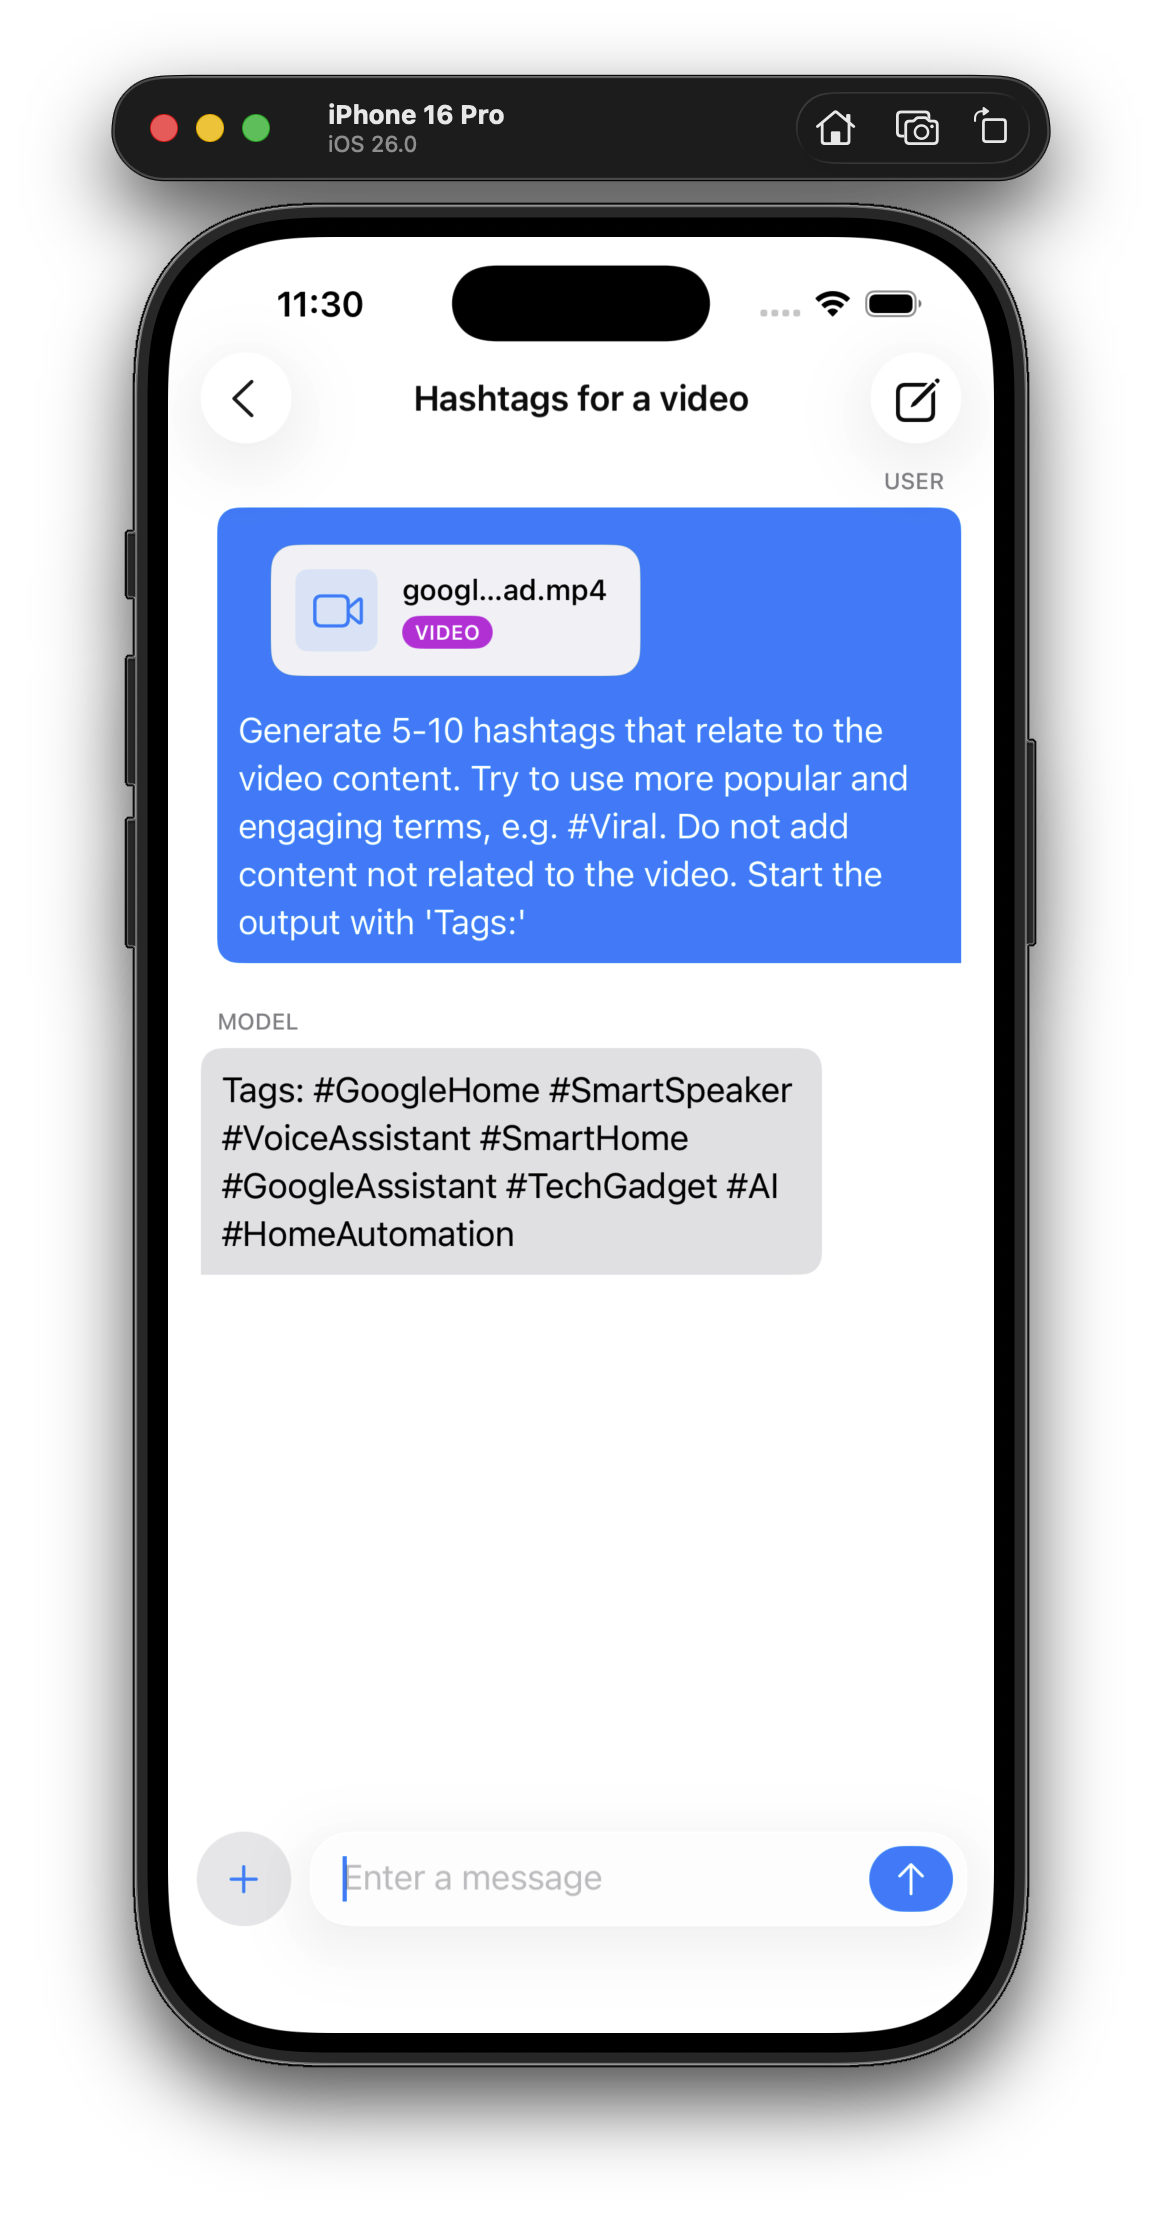 iPhone 16 Pro
iOS 26.0
11:30
Hashtags for a video
USER
googl...ad.mp4
VIDEO
Generate 5-10 hashtags that relate to the
video content. Try to use more popular and
engaging terms, e.g. #Viral. Do not add
content not related to the video. Start the
output with 'Tags:'
MODEL
Tags: #GoogleHome #SmartSpeaker
#VoiceAssistant #SmartHome
#GoogleAssistant #TechGadget #AI
#HomeAutomation
Enter a message